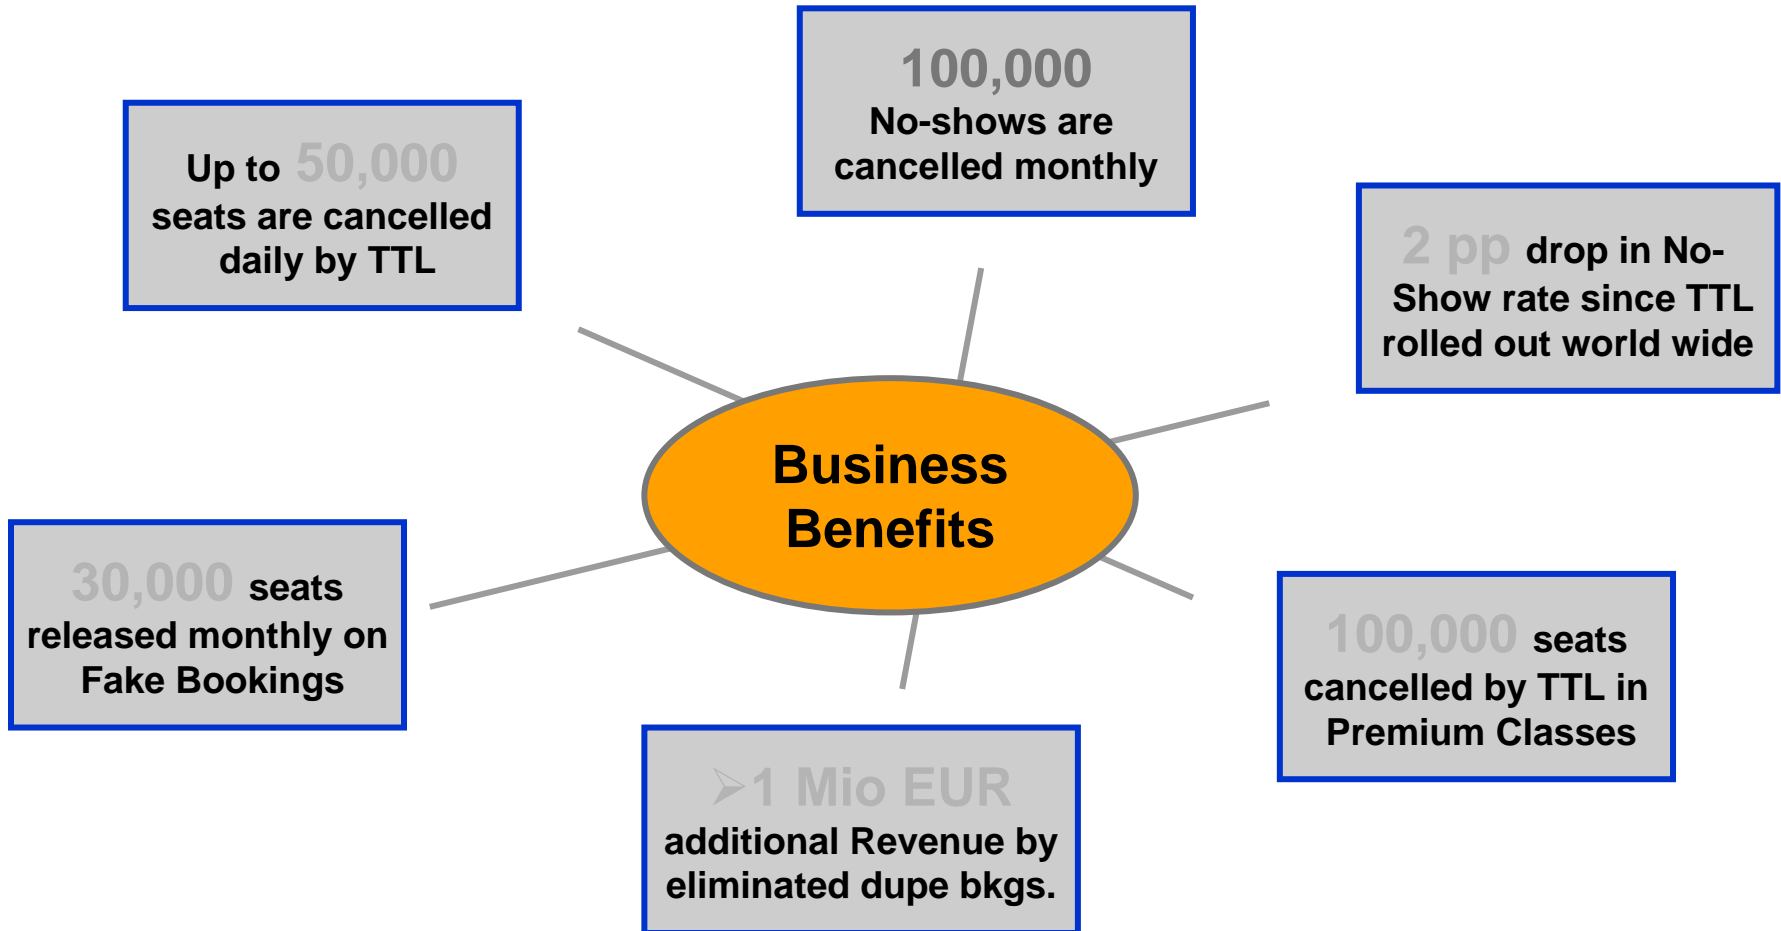 100,000
No-shows are
cancelled monthly
Up to 50,000
seats are cancelled
daily by TTL
2 pp drop in No-
Show rate since TTL
rolled out world wide
Business
Benefits
30,000 seats
released monthly on
Fake Bookings
100,000 seats
cancelled by TTL in
Premium Classes
➢1 Mio EUR
additional Revenue by
eliminated dupe bkgs.